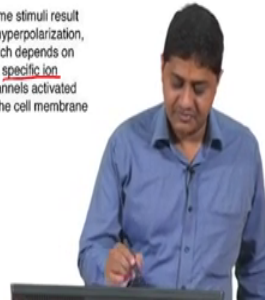 me stimuli result
hyperpolarization,
ch depends on
specific ion
annels activated
he cell membrane